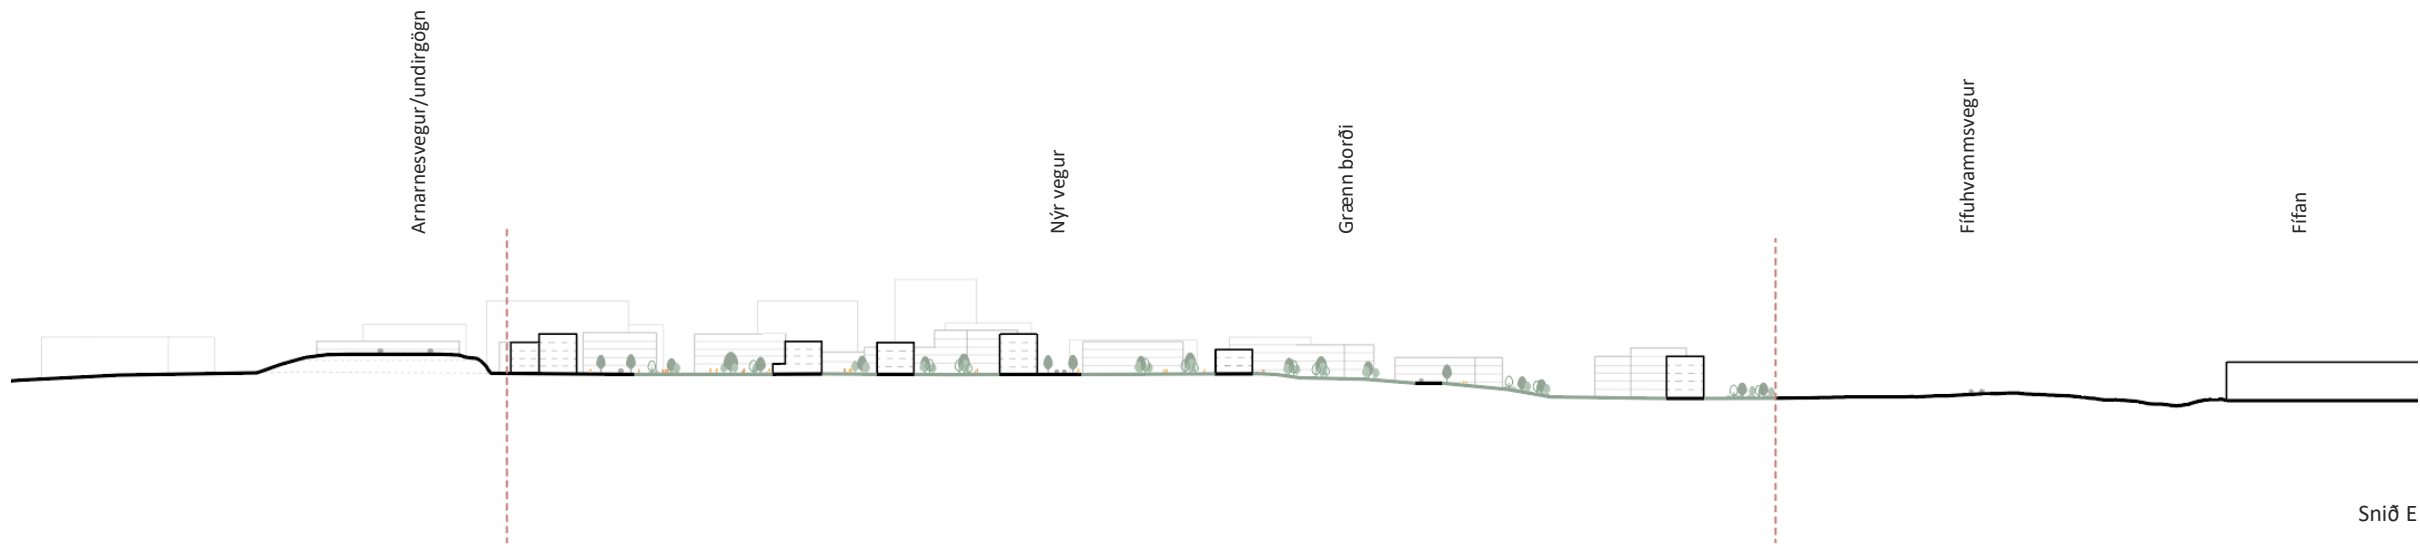 Arnarnesvegur/undirgögn
Nýr vegur
Grænn borði
Fífuhvammsvegur
Fífan
Snið E